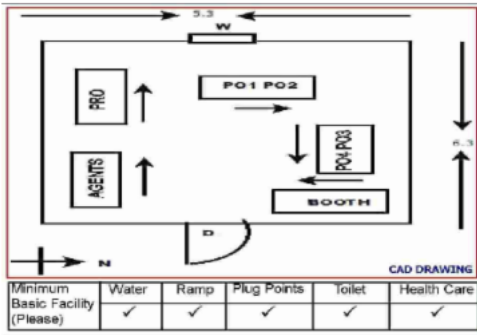 5.3
W
PO1 PO2
PRO
6.3
PO4 PO3
AGENTS
BOOTH
D
N
CAD DRAWING
Minimum Basic Facility (Please) Water Ramp Plug Points Toilet Health Care
✓ ✓ ✓ ✓ ✓